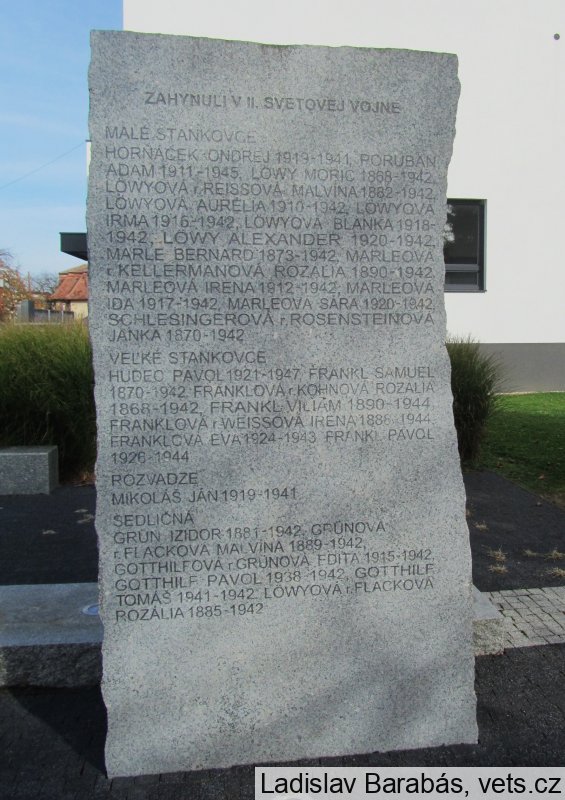 ZAHYNULI V II. SVETOVEJ VOJNE
MALÉ STANKOVCE
HORŇÁČEK ONDREJ 1919-1941, PORUBAN
ADAM 1911-1945, LÖWY MÓRIC 1868-1942,
LÖWYOVÁ r.REISSOVÁ MALVÍNA 1882-1942,
LÖWYOVÁ AURÉLIA 1910-1942, LÖWYOVÁ
IRMA 1915-1942, LÖWYOVÁ BLANKA 1918-
1942, LÖWY ALEXANDER 1920-1942,
MARLE BERNARD 1873-1942, MARLEOVÁ
r.KELLERMANOVÁ ROZÁLIA 1890-1942,
MARLEOVÁ IRENA 1912-1942, MARLEOVÁ
IDA 1917-1942, MARLEOVÁ SÁRA 1920-1942,
SCHLESINGEROVÁ r.ROSENSTEINOVÁ
JANKA 1870-1942
VEĽKÉ STANKOVCE
HUDEC PAVOL 1921-1947, FRANKL SAMUEL
1870-1942, FRANKLOVÁ r.KOHNOVÁ ROZÁLIA
1868-1942, FRANKL VILIAM 1890-1944,
FRANKLOVÁ r.WEISSOVÁ IRENA 1886-1944,
FRANKLOVÁ EVA 1924-1943, FRANKL PAVOL
1926-1944
ROZVADZE
MIKOLÁŠ JÁN 1919-1941
SEDLIČNÁ
GRÜN IZIDOR 1881-1942, GRÜNOVÁ
r.FLACKOVÁ MALVÍNA 1889-1942,
GOTTHILFOVÁ r.GRÜNOVÁ EDITA 1915-1942,
GOTTHILF PAVOL 1938-1942, GOTTHILF
TOMÁŠ 1941-1942, LÖWYOVÁ r.FLACKOVÁ
ROZÁLIA 1885-1942
Ladislav Barabás, vets.cz